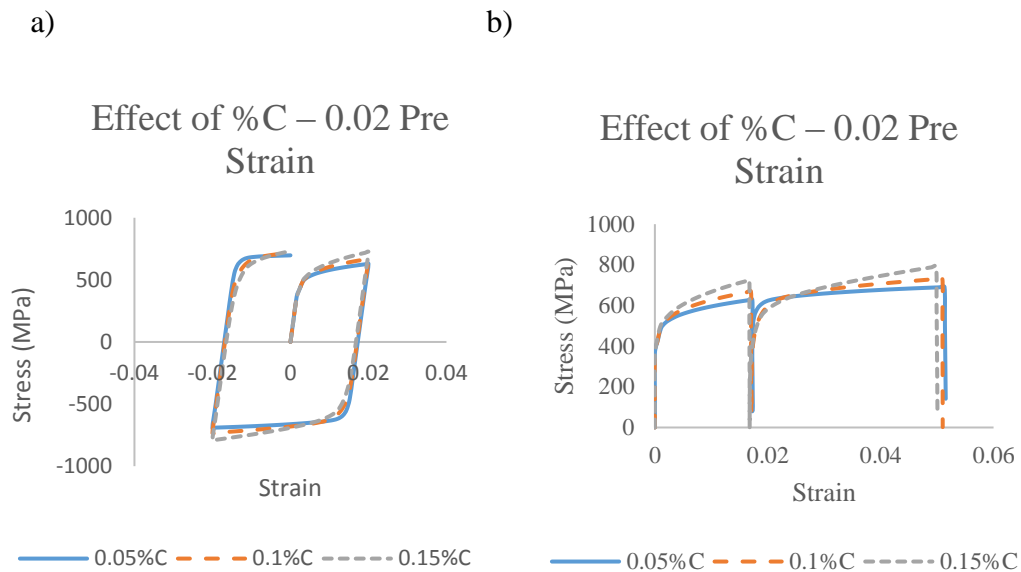 a)
Effect of %C – 0.02 Pre
Strain
1000
500
0
-500
-1000
-0.04 -0.02 0 0.02 0.04
Stress (MPa)
Strain
0.05%C 0.1%C 0.15%C
b)
Effect of %C – 0.02 Pre
Strain
1000
800
600
400
200
0
0 0.02 0.04 0.06
Stress (MPa)
Strain
0.05%C 0.1%C 0.15%C